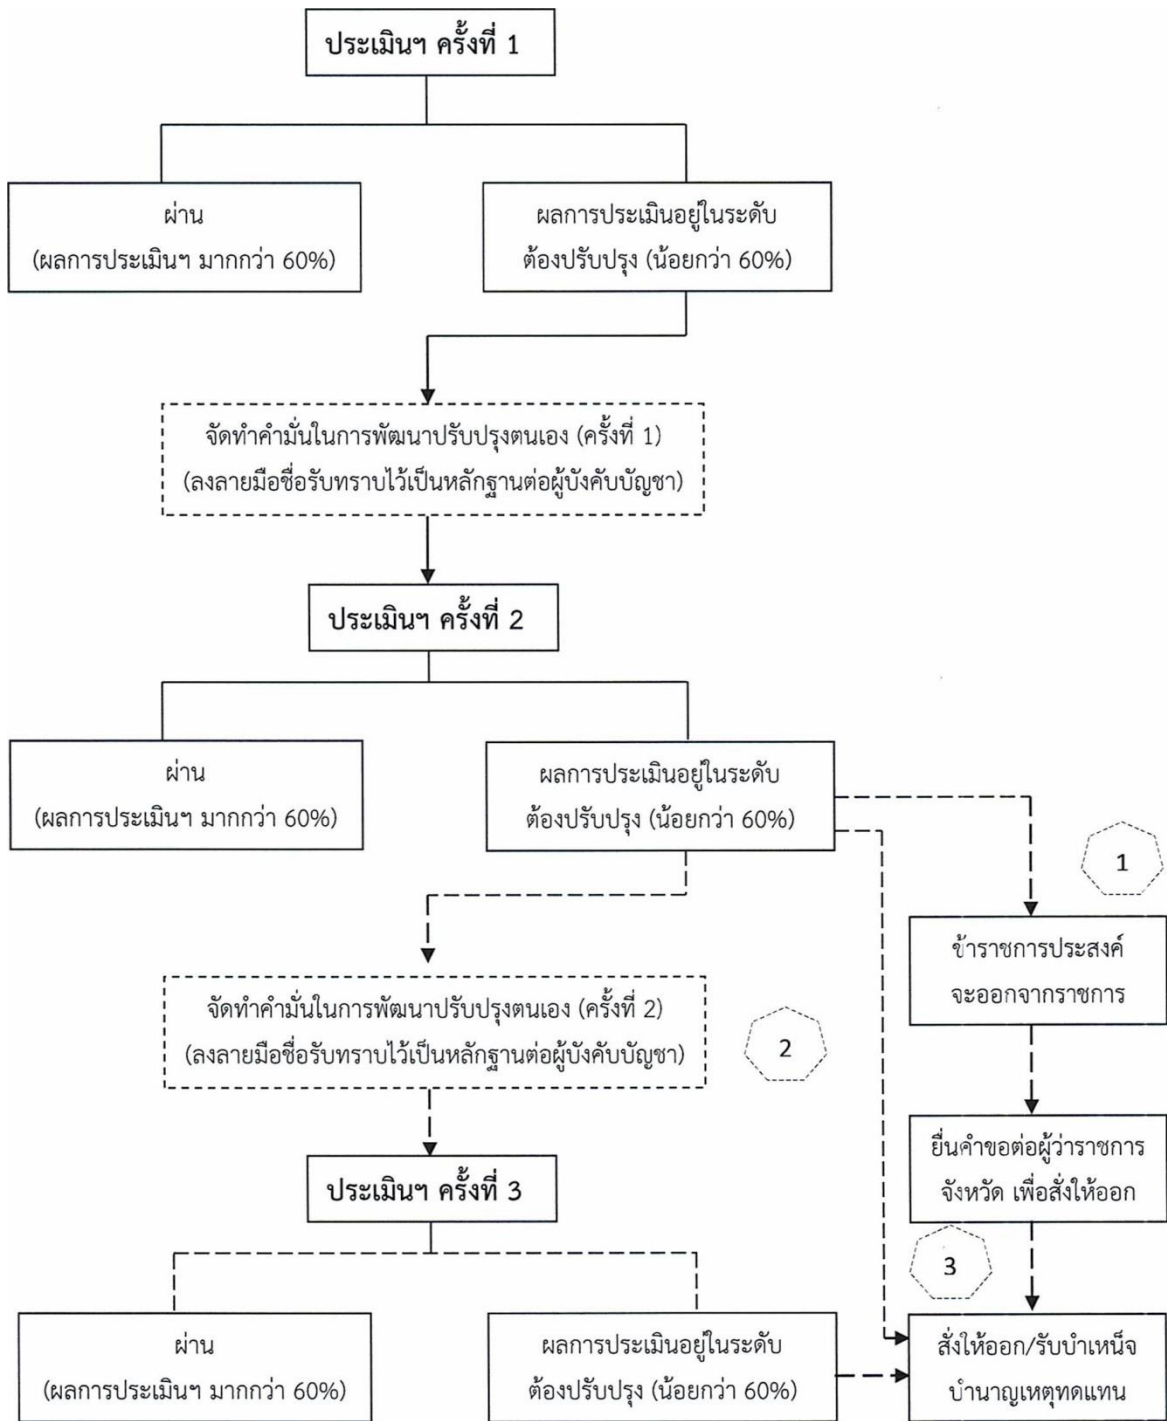 ประเมินฯ ครั้งที่ 1
ผ่าน
(ผลการประเมินฯ มากกว่า 60%)
ผลการประเมินอยู่ในระดับ
ต้องปรับปรุง (น้อยกว่า 60%)
จัดทำคำมั่นในการพัฒนาปรับปรุงตนเอง (ครั้งที่ 1)
(ลงลายมือชื่อรับทราบไว้เป็นหลักฐานต่อผู้บังคับบัญชา)
ประเมินฯ ครั้งที่ 2
ผ่าน
(ผลการประเมินฯ มากกว่า 60%)
ผลการประเมินอยู่ในระดับ
ต้องปรับปรุง (น้อยกว่า 60%)
1
ข้าราชการประสงค์
จะออกจากราชการ
จัดทำคำมั่นในการพัฒนาปรับปรุงตนเอง (ครั้งที่ 2)
(ลงลายมือชื่อรับทราบไว้เป็นหลักฐานต่อผู้บังคับบัญชา)
2
ยื่นคำขอต่อผู้ว่าราชการ
จังหวัด เพื่อสั่งให้ออก
ประเมินฯ ครั้งที่ 3
3
ผ่าน
(ผลการประเมินฯ มากกว่า 60%)
ผลการประเมินอยู่ในระดับ
ต้องปรับปรุง (น้อยกว่า 60%)
สั่งให้ออก/รับบำเหน็จ
บำนาญเหตุทดแทน